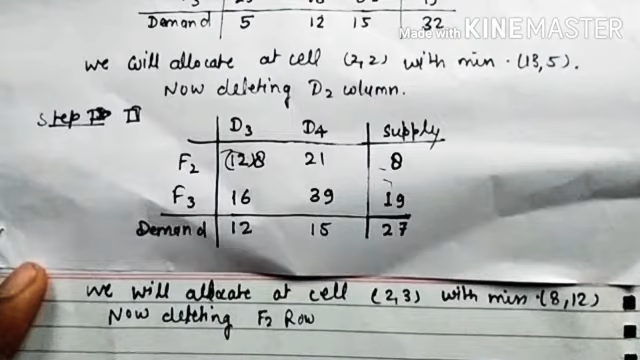 Demand 5 12 15 32
Made with KINEMASTER
we will allocate at cell (2,2) with min.(13,5).
Now deleting D2 column.
Step II
D3 D4 Supply
F2 (12)8 21 8
F3 16 39 19
Demand 12 15 27
we will allocate at cell (2,3) with min.(8,12)
Now deleting F2 Row